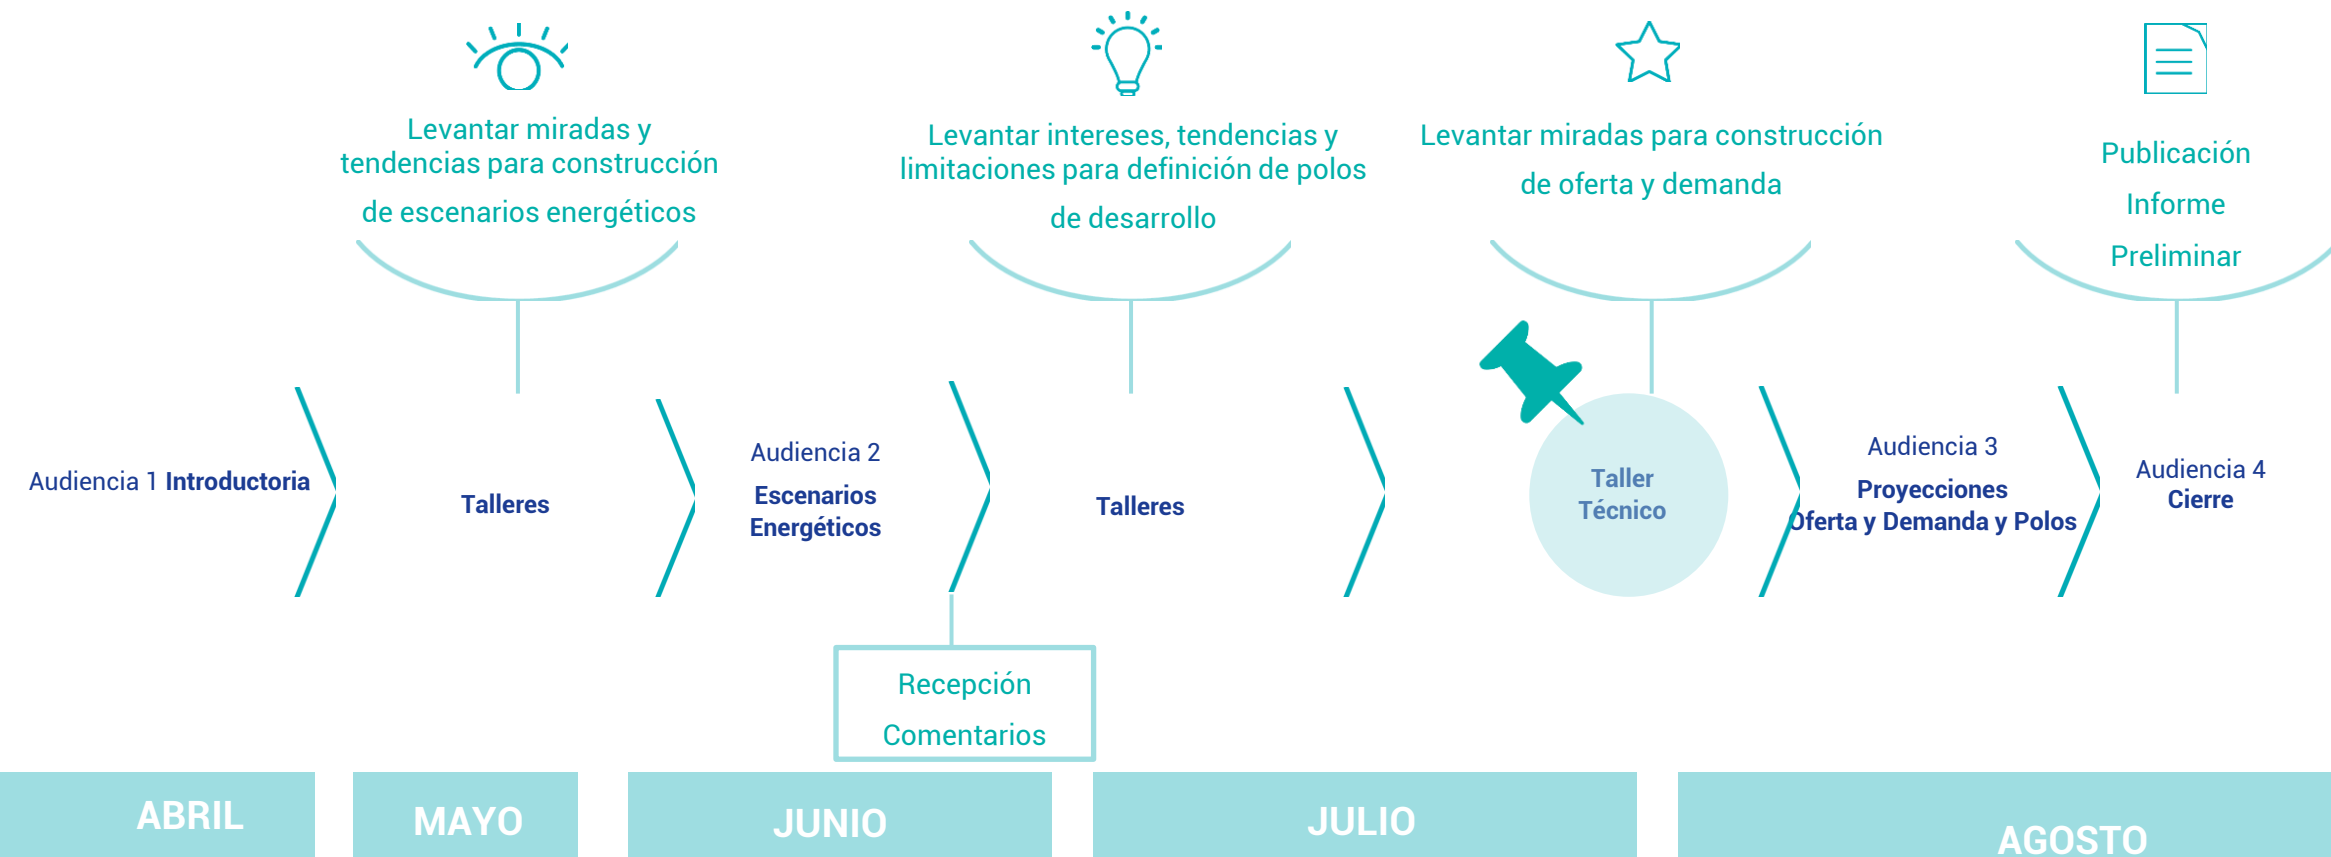 Levantar miradas y
tendencias para construcción
de escenarios energéticos
Levantar intereses, tendencias y
limitaciones para definición de polos
de desarrollo
Levantar miradas para construcción
de oferta y demanda
Publicación
Informe
Preliminar
Audiencia 1 Introductoria
Talleres
Audiencia 2
Escenarios
Energéticos
Talleres
Taller
Técnico
Audiencia 3
Proyecciones
Oferta y Demanda y Polos
Audiencia 4
Cierre
Recepción
Comentarios
ABRIL
MAYO
JUNIO
JULIO
AGOSTO